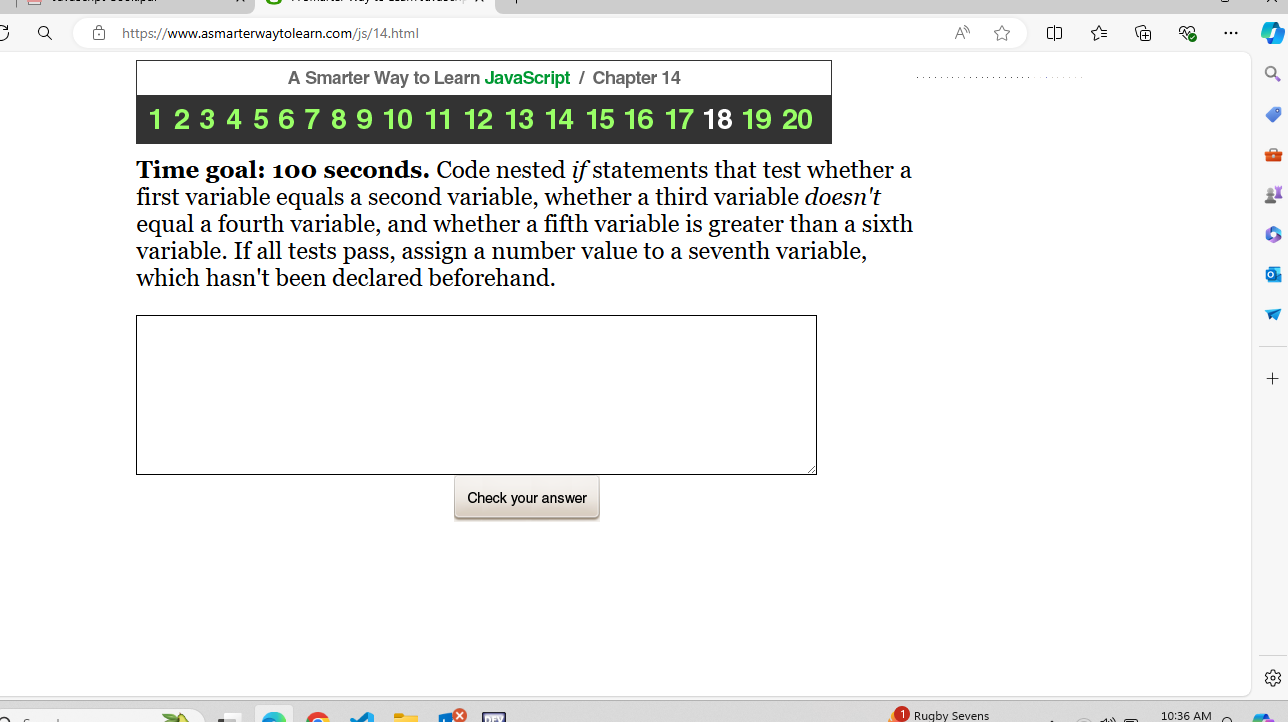 https://www.asmarterwaytolearn.com/js/14.html
A Smarter Way to Learn JavaScript / Chapter 14
1 2 3 4 5 6 7 8 9 10 11 12 13 14 15 16 17 18 19 20
Time goal: 100 seconds. Code nested if statements that test whether a
first variable equals a second variable, whether a third variable doesn't
equal a fourth variable, and whether a fifth variable is greater than a sixth
variable. If all tests pass, assign a number value to a seventh variable,
which hasn't been declared beforehand.
Check your answer
1
Rugby Sevens
10:36 AM